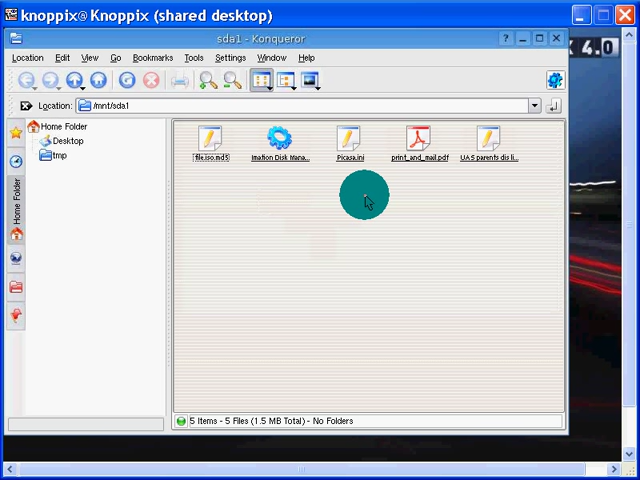 knoppix@ Knoppix (shared desktop)
sda1 - Konqueror
X 4.0
Location Edit View Go Bookmarks Tools Settings Window Help
Location: /mnt/sda1
Home Folder
Desktop
tmp
Home Folder
file.iso.md5 Imation Disk Mana... Picasa.ini print_and_mail.pdf UAS parents dis li...
5 Items - 5 Files (1.5 MB Total) - No Folders